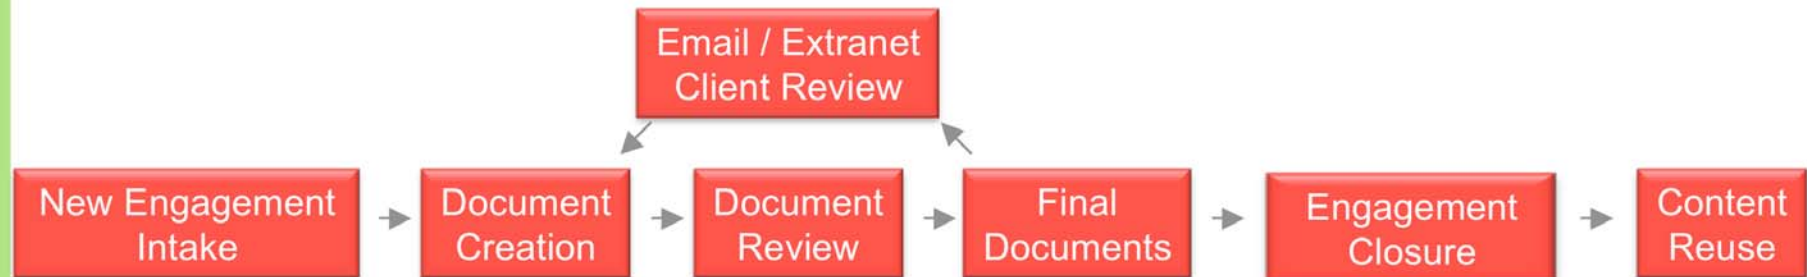 Email / Extranet
Client Review
New Engagement
Intake
Document
Creation
Document
Review
Final
Documents
Engagement
Closure
Content
Reuse